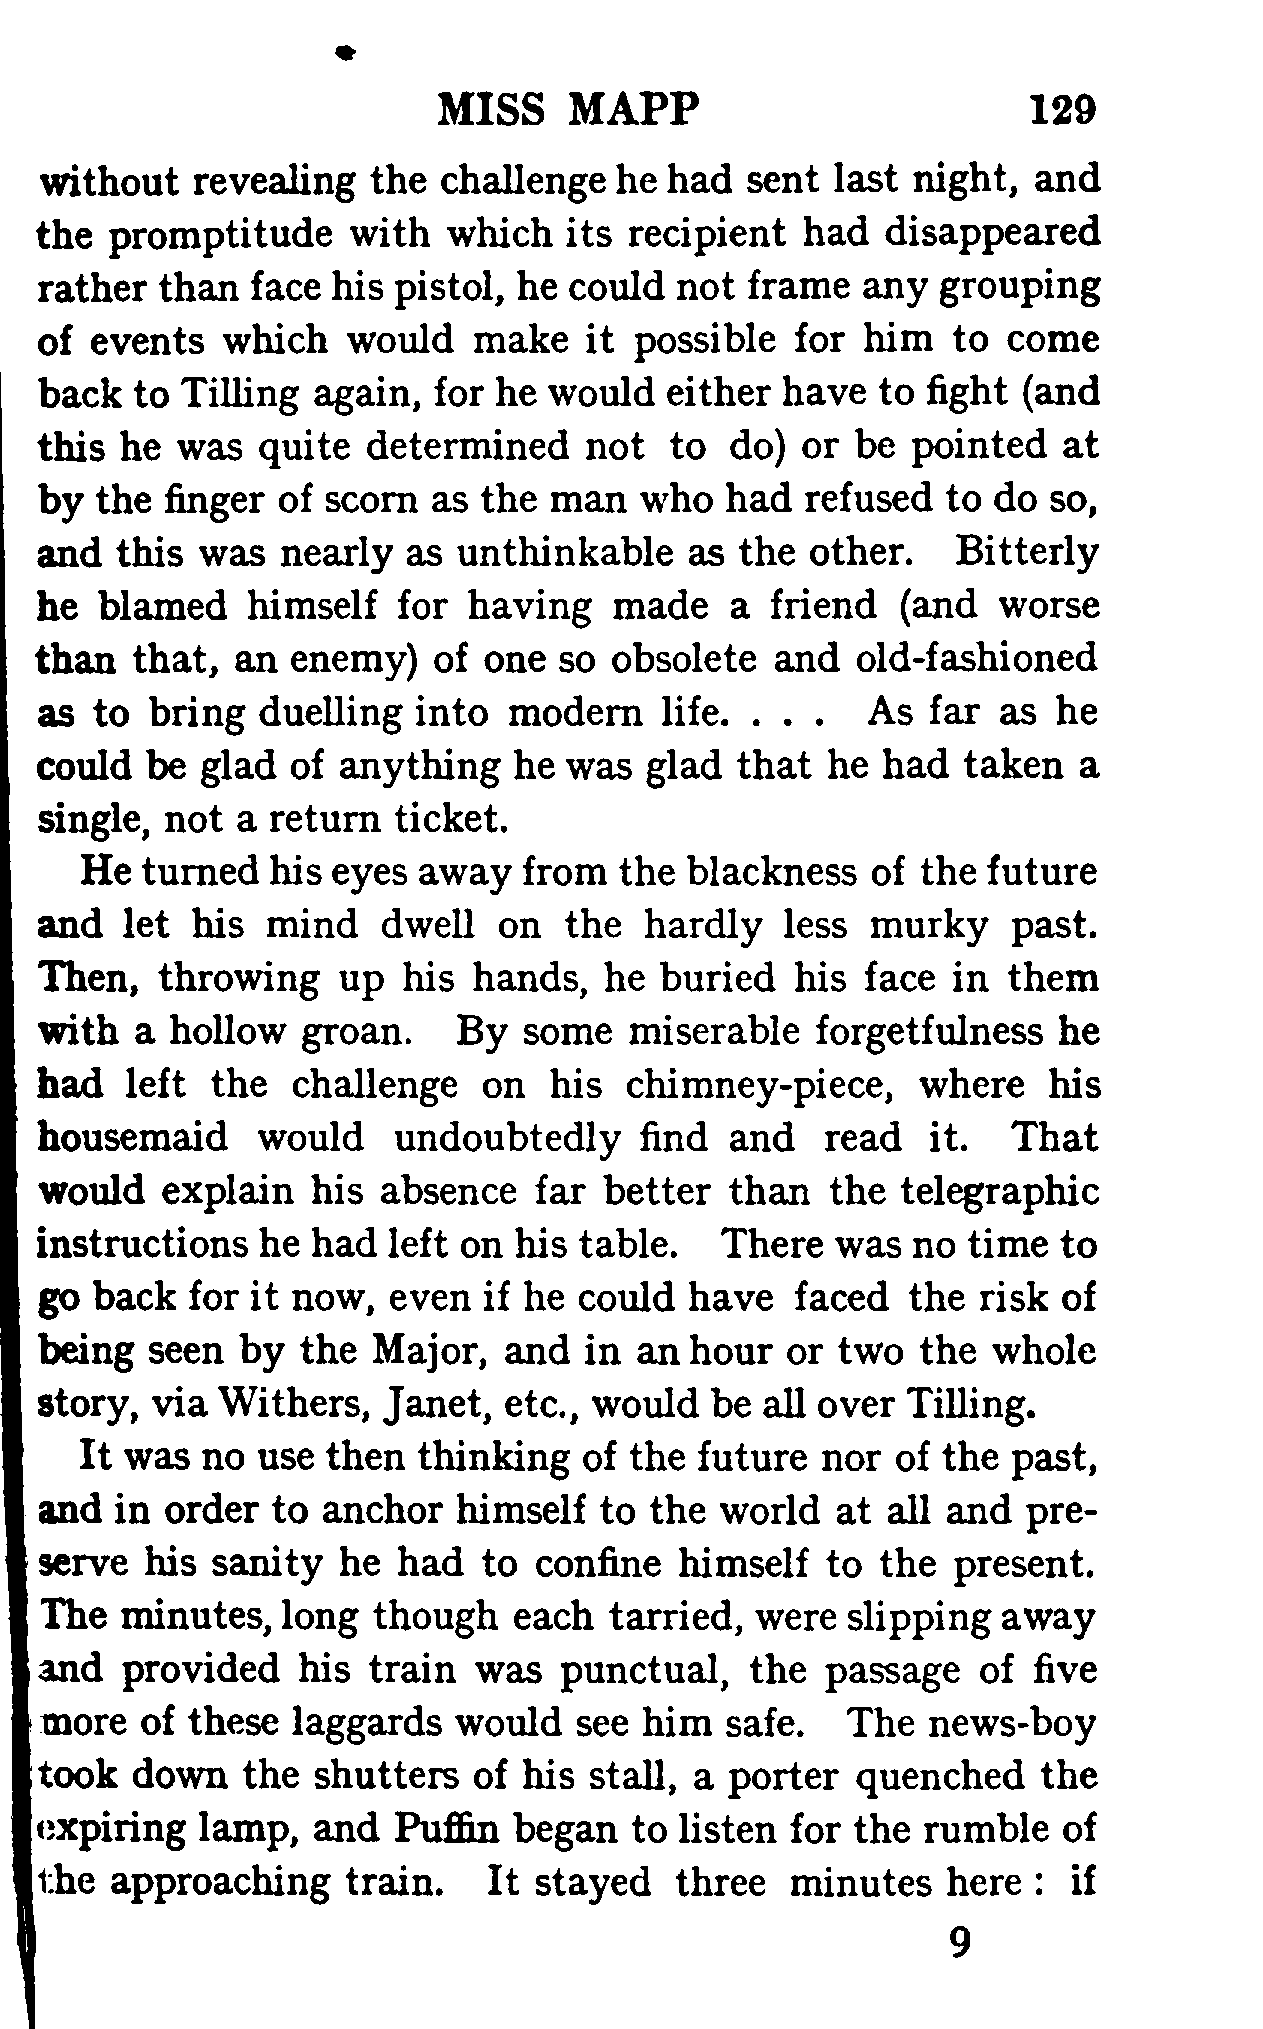 MISS MAPP 129
without revealing the challenge he had sent last night, and
the promptitude with which its recipient had disappeared
rather than face his pistol, he could not frame any grouping
of events which would make it possible for him to come
back to Tilling again, for he would either have to fight (and
this he was quite determined not to do) or be pointed at
by the finger of scorn as the man who had refused to do so,
and this was nearly as unthinkable as the other. Bitterly
he blamed himself for having made a friend (and worse
than that, an enemy) of one so obsolete and old-fashioned
as to bring duelling into modern life. . . . As far as he
could be glad of anything he was glad that he had taken a
single, not a return ticket.
He turned his eyes away from the blackness of the future
and let his mind dwell on the hardly less murky past.
Then, throwing up his hands, he buried his face in them
with a hollow groan. By some miserable forgetfulness he
had left the challenge on his chimney-piece, where his
housemaid would undoubtedly find and read it. That
would explain his absence far better than the telegraphic
instructions he had left on his table. There was no time to
go back for it now, even if he could have faced the risk of
being seen by the Major, and in an hour or two the whole
story, via Withers, Janet, etc., would be all over Tilling.
It was no use then thinking of the future nor of the past,
and in order to anchor himself to the world at all and pre-
serve his sanity he had to confine himself to the present.
The minutes, long though each tarried, were slipping away
and provided his train was punctual, the passage of five
more of these laggards would see him safe. The news-boy
took down the shutters of his stall, a porter quenched the
expiring lamp, and Puffin began to listen for the rumble of
the approaching train. It stayed three minutes here : if
9